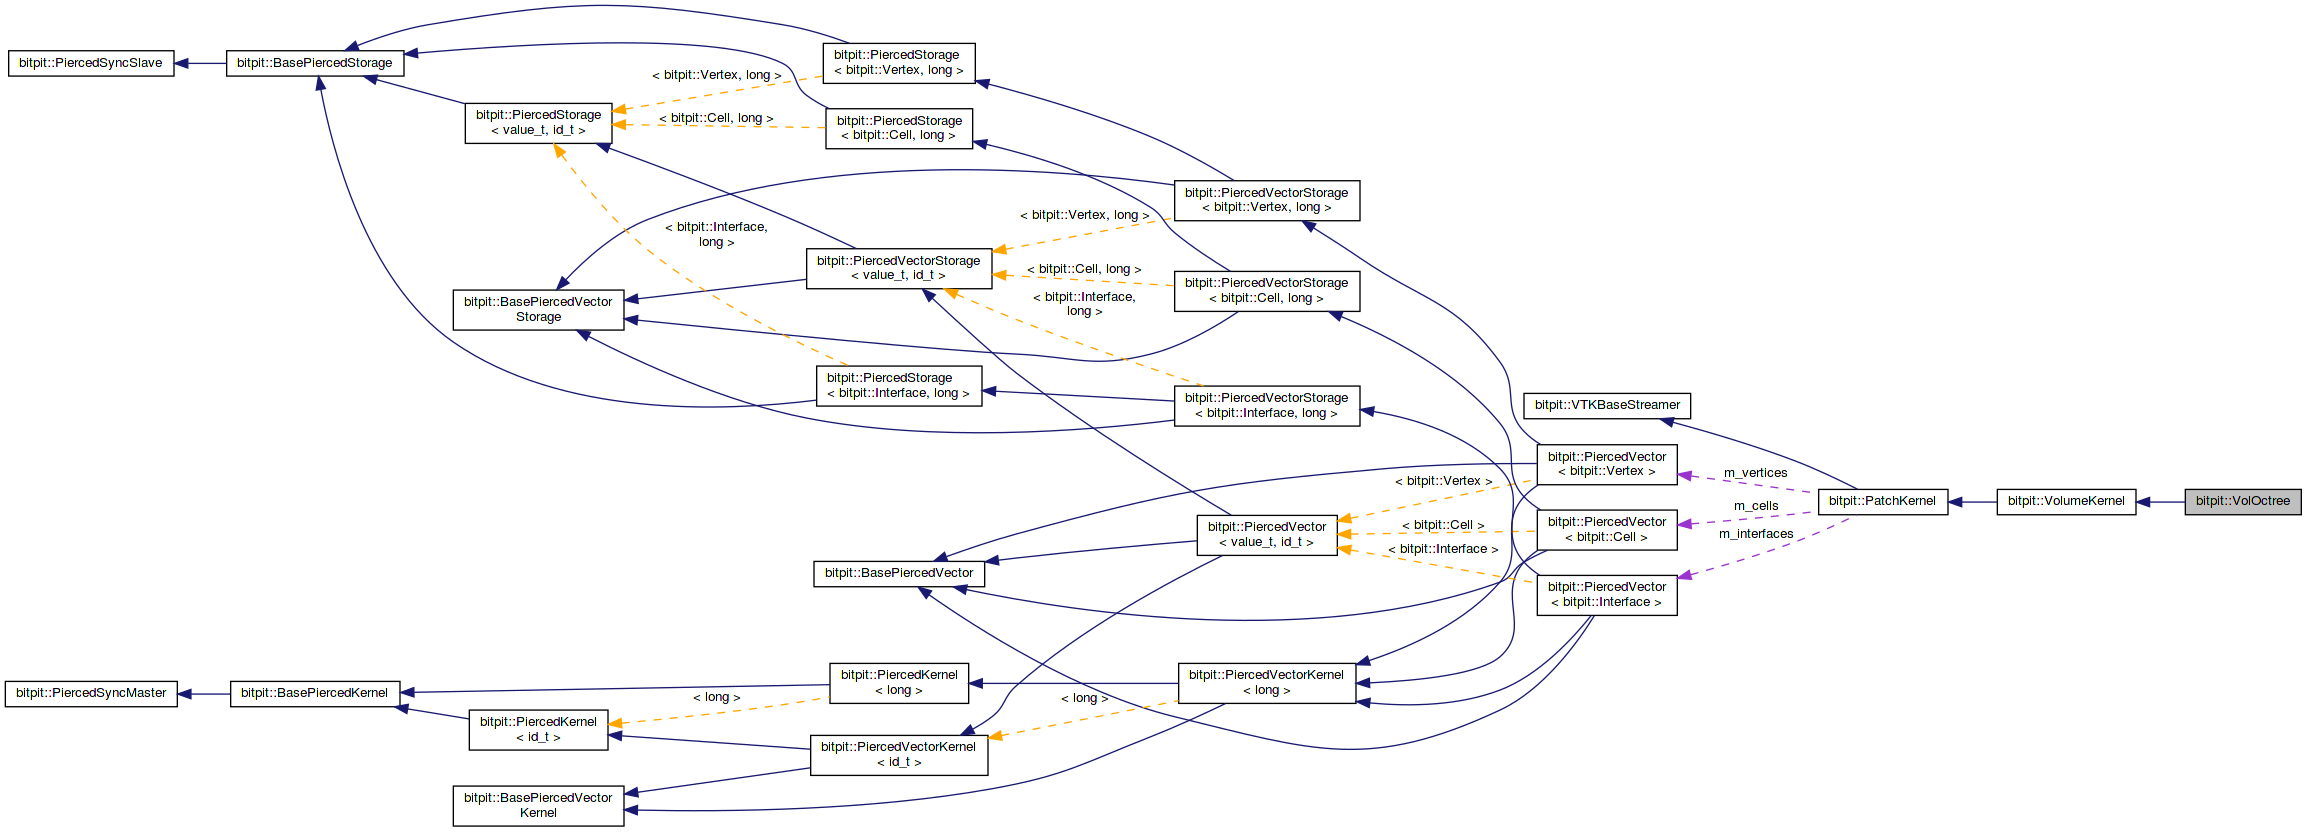 bitpit::PiercedSyncSlave
bitpit::BasePiercedStorage
bitpit::PiercedStorage
< bitpit::Vertex, long >
< bitpit::Vertex, long >
bitpit::PiercedStorage
< value_t, id_t >
< bitpit::Cell, long >
bitpit::PiercedStorage
< bitpit::Cell, long >
bitpit::PiercedVectorStorage
< bitpit::Vertex, long >
< bitpit::Vertex, long >
< bitpit::Interface,
long >
bitpit::PiercedVectorStorage
< value_t, id_t >
< bitpit::Cell, long >
bitpit::PiercedVectorStorage
< bitpit::Cell, long >
bitpit::BasePiercedVector
Storage
< bitpit::Interface,
long >
bitpit::PiercedStorage
< bitpit::Interface, long >
bitpit::PiercedVectorStorage
< bitpit::Interface, long >
bitpit::VTKBaseStreamer
bitpit::PiercedVector
< bitpit::Vertex >
m_vertices
< bitpit::Vertex >
bitpit::PatchKernel
bitpit::VolumeKernel
bitpit::VolOctree
m_cells
bitpit::PiercedVector
< bitpit::Cell >
bitpit::PiercedVector
< value_t, id_t >
< bitpit::Cell >
m_interfaces
< bitpit::Interface >
bitpit::BasePiercedVector
bitpit::PiercedVector
< bitpit::Interface >
bitpit::PiercedSyncMaster
bitpit::BasePiercedKernel
bitpit::PiercedKernel
< long >
bitpit::PiercedVectorKernel
< long >
< long >
< long >
bitpit::PiercedKernel
< id_t >
bitpit::PiercedVectorKernel
< id_t >
bitpit::BasePiercedVector
Kernel